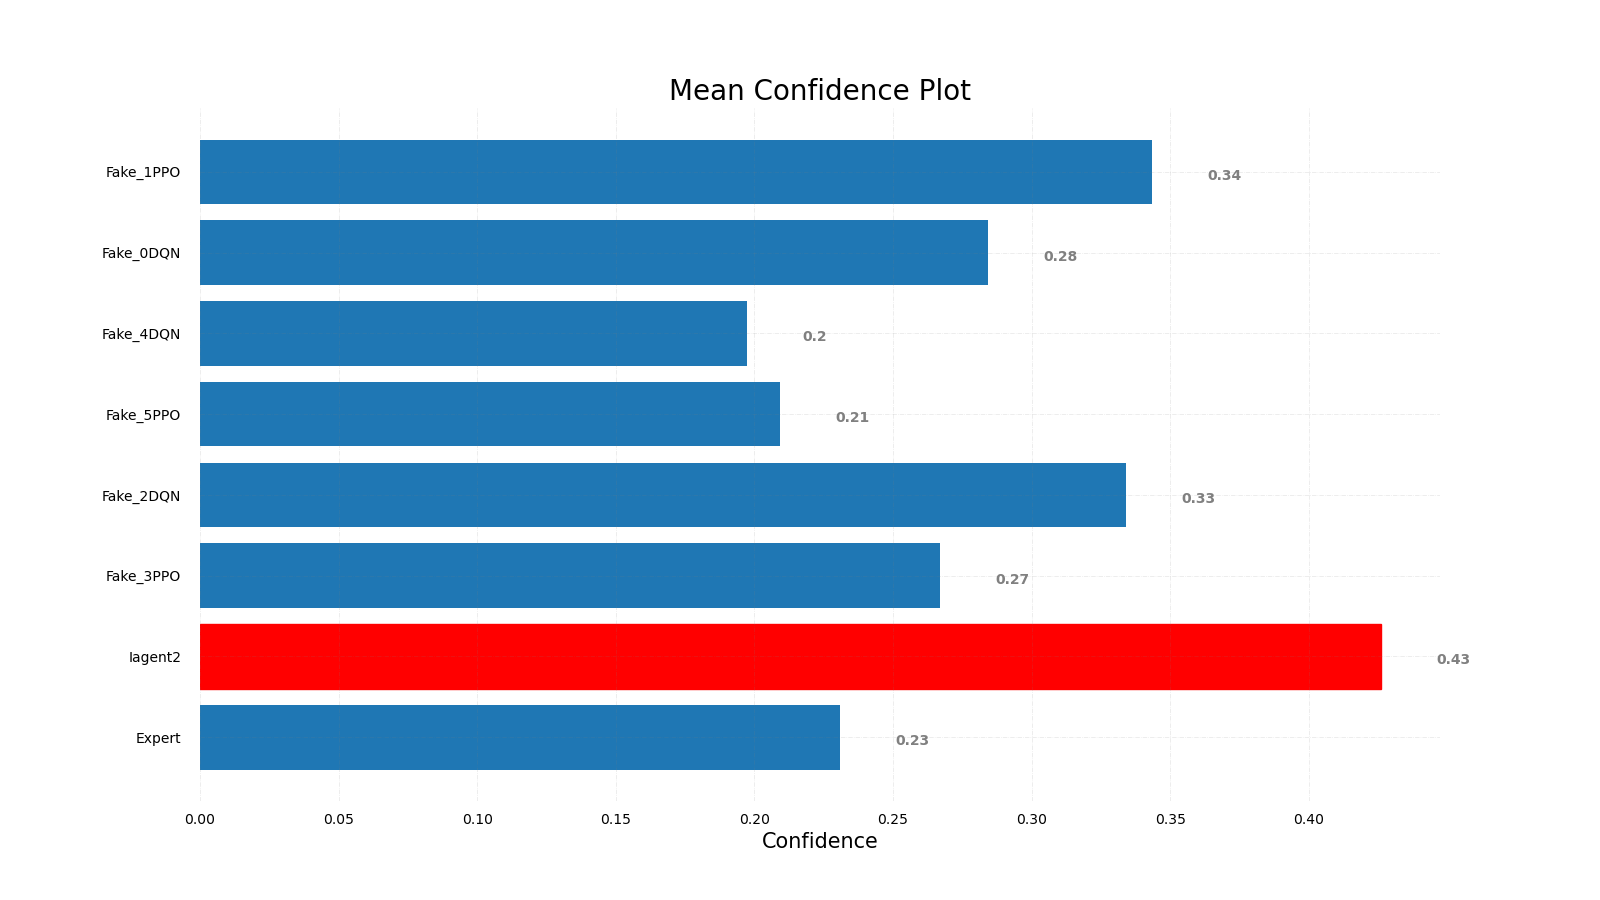 Mean Confidence Plot
Fake_1PPO 0.34
Fake_0DQN 0.28
Fake_4DQN 0.2
Fake_5PPO 0.21
Fake_2DQN 0.33
Fake_3PPO 0.27
Iagent2 0.43
Expert 0.23
0.00 0.05 0.10 0.15 0.20 0.25 0.30 0.35 0.40
Confidence